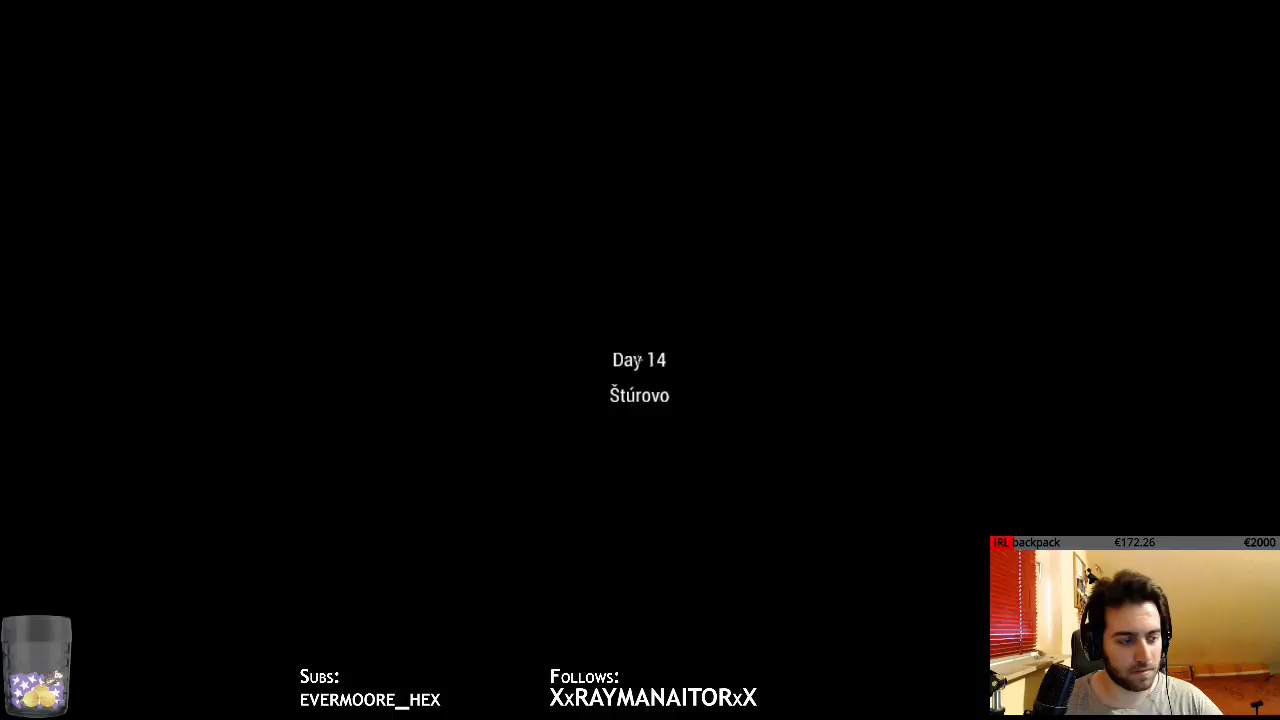 Day 14
Štúrovo
IRL backpack €172.26 €2000
Subs:
EVERMOORE_HEX
Follows:
XxRAYMANAITORxX